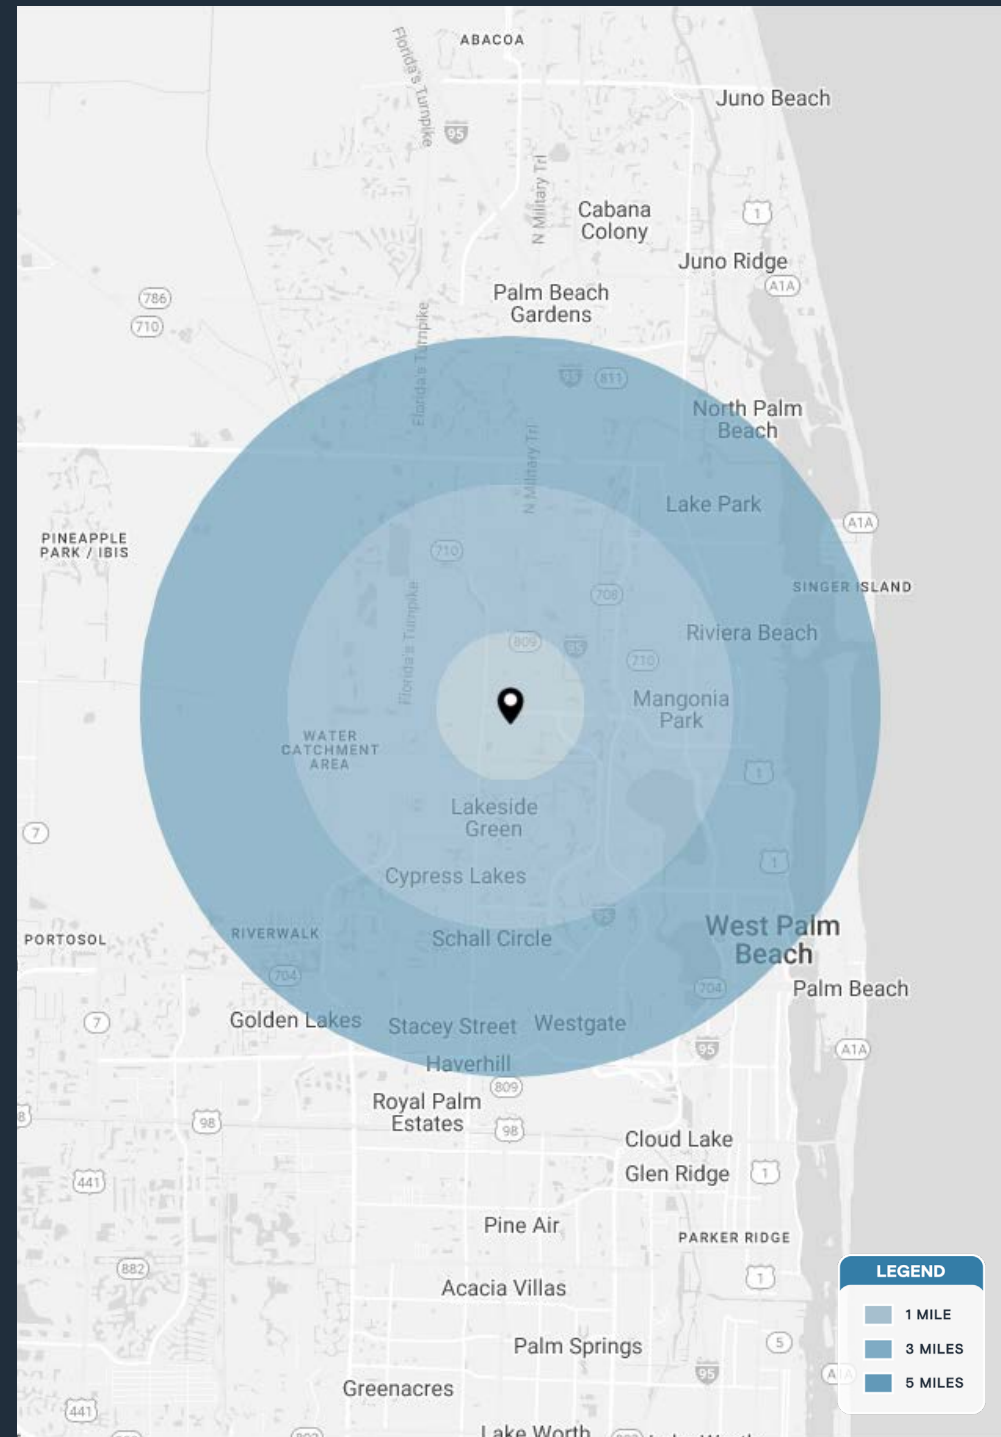 ABACOA
Florida's Turnpike
Juno Beach
95
N Military Trl
Cabana
Colony
1
Juno Ridge
A1A
Palm Beach
Gardens
786
710
Florida's Turnpike
811
North Palm
Beach
N Military Trl
Lake Park
A1A
PINEAPPLE
PARK / IBIS
710
SINGER ISLAND
708
Florida's Turnpike
Riviera Beach
809
95
710
Mangonia
Park
WATER
CATCHMENT
AREA
1
Lakeside
Green
7
1
Cypress Lakes
95
West Palm
Beach
RIVERWALK
PORTOSOL
Schall Circle
704
704
Palm Beach
Golden Lakes
Stacey Street
Westgate
7
95
A1A
Haverhill
809
Royal Palm
Estates
98
98
Cloud Lake
Glen Ridge
441
1
Pine Air
PARKER RIDGE
882
1
LEGEND
Acacia Villas
1 MILE
Palm Springs
5
3 MILES
95
5 MILES
Greenacres
441
Lake Worth